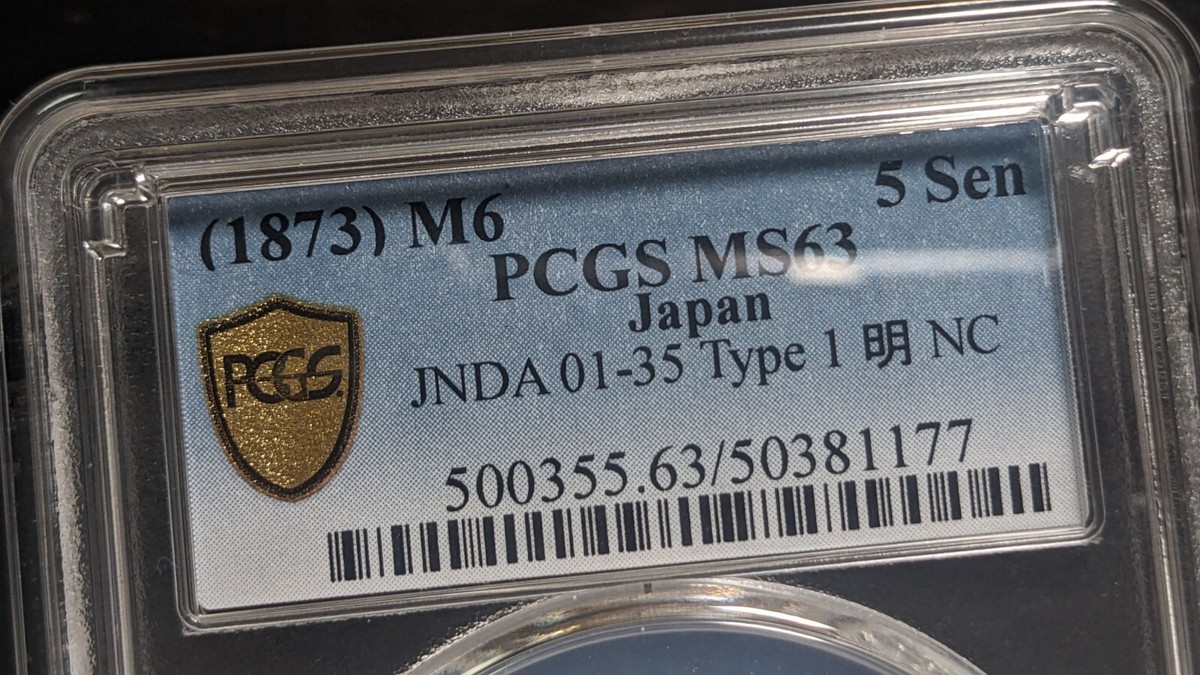 (1873) M6 5 Sen
PCGS MS63
Japan
JNDA 01-35 Type 1 明 NC
PCGS
500355.63/50381177